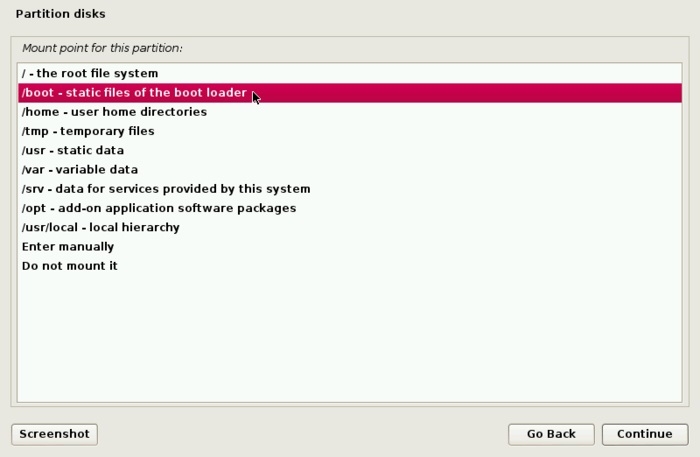 Partition disks
Mount point for this partition:
/ - the root file system
/boot - static files of the boot loader
/home - user home directories
/tmp - temporary files
/usr - static data
/var - variable data
/srv - data for services provided by this system
/opt - add-on application software packages
/usr/local - local hierarchy
Enter manually
Do not mount it
Screenshot
Go Back
Continue